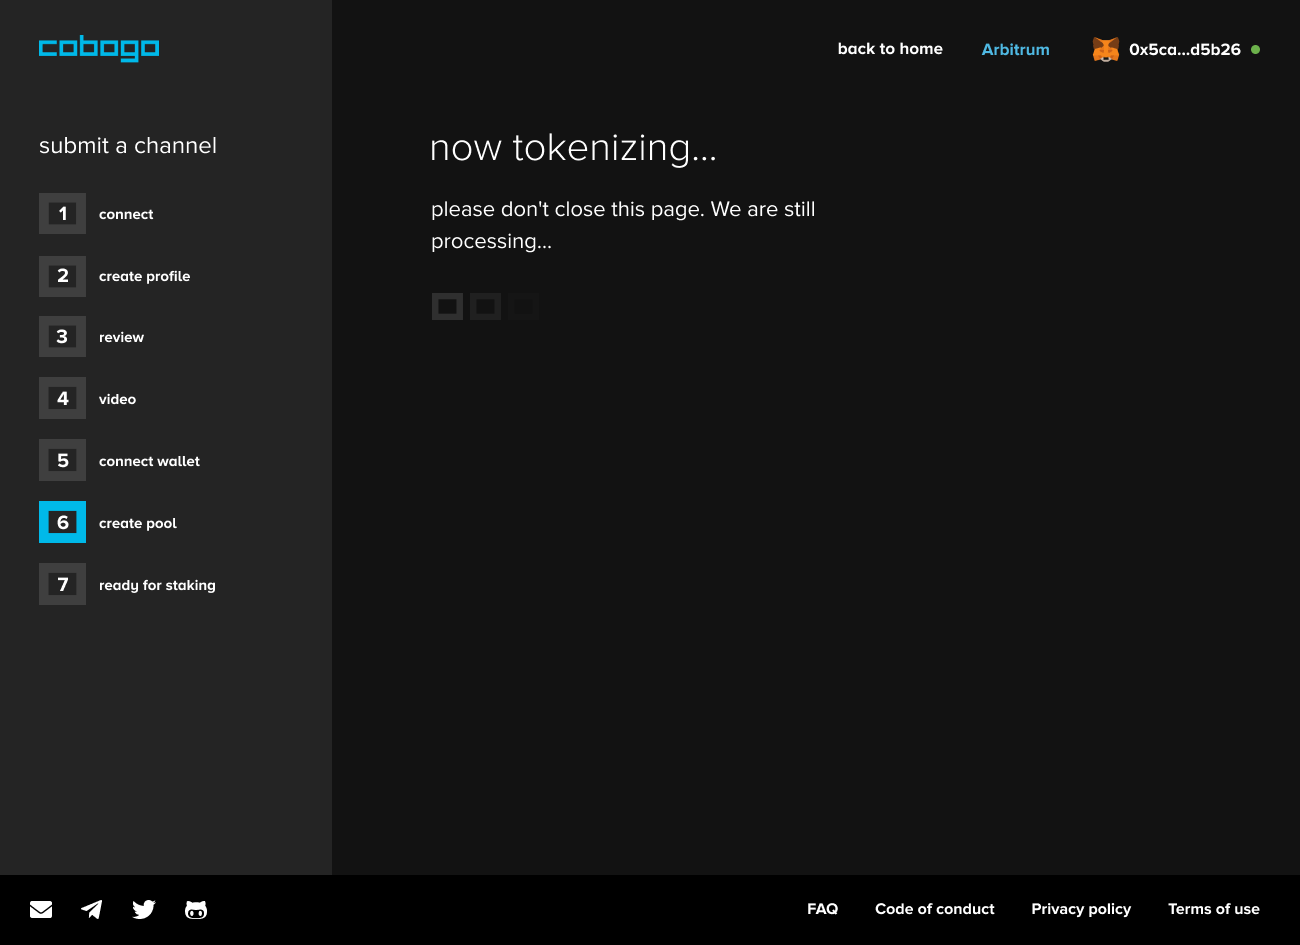 cobogo
back to home
Arbitrum
0x5ca...d5b26
submit a channel
1 connect
2 create profile
3 review
4 video
5 connect wallet
6 create pool
7 ready for staking
now tokenizing...
please don't close this page. We are still
processing...
FAQ
Code of conduct
Privacy policy
Terms of use